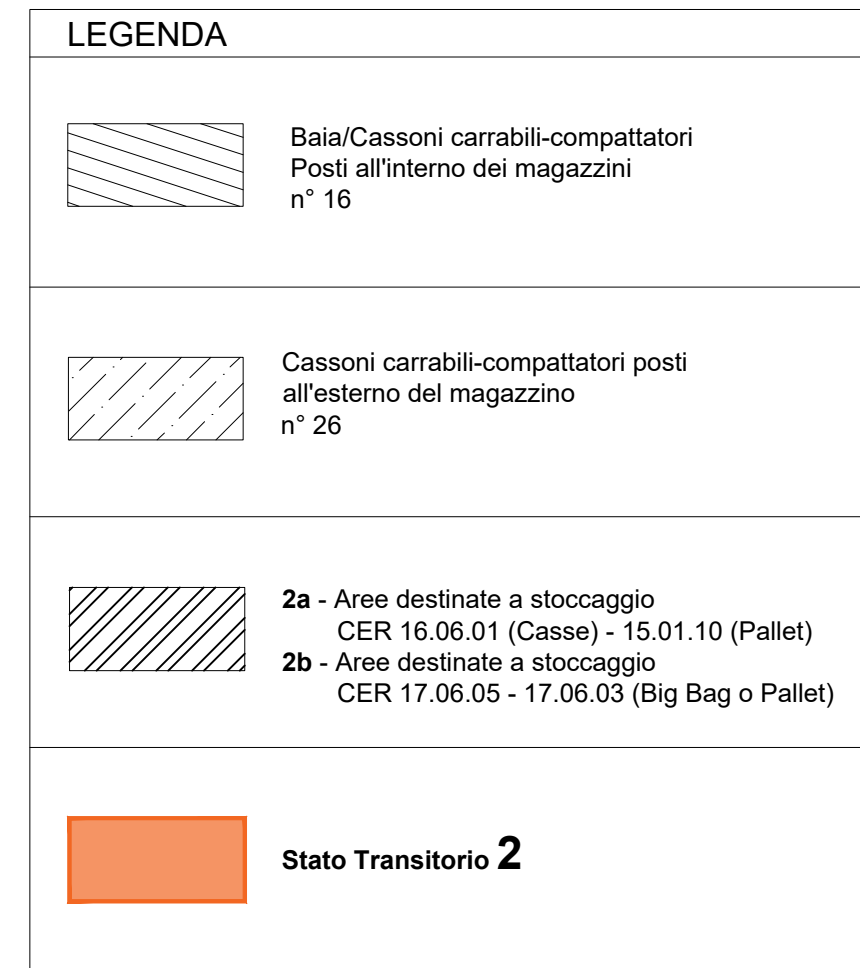 LEGENDA
Baia/Cassoni carrabili-compattatori
Posti all'interno dei magazzini
n° 16
Cassoni carrabili-compattatori posti
all'esterno del magazzino
n° 26
2a - Aree destinate a stoccaggio
CER 16.06.01 (Casse) - 15.01.10 (Pallet)
2b - Aree destinate a stoccaggio
CER 17.06.05 - 17.06.03 (Big Bag o Pallet)
Stato Transitorio 2